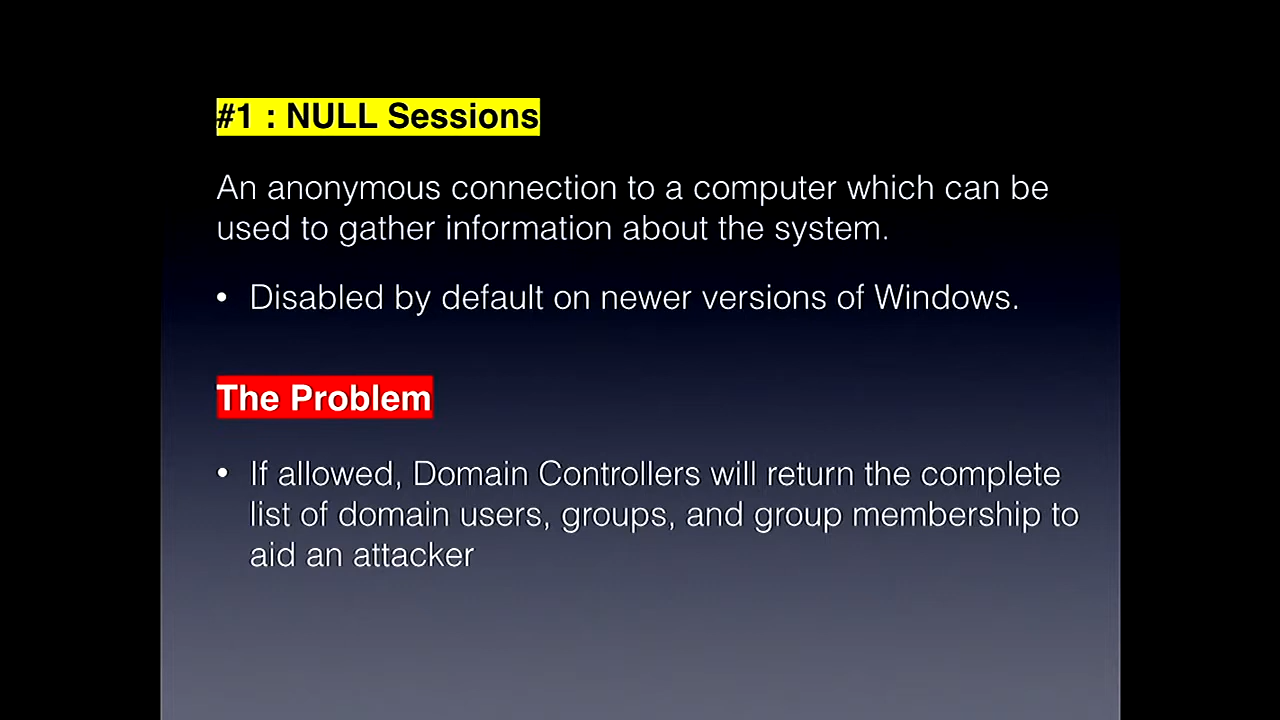 #1 : NULL Sessions
An anonymous connection to a computer which can be
used to gather information about the system.
• Disabled by default on newer versions of Windows.
The Problem
• If allowed, Domain Controllers will return the complete
list of domain users, groups, and group membership to
aid an attacker